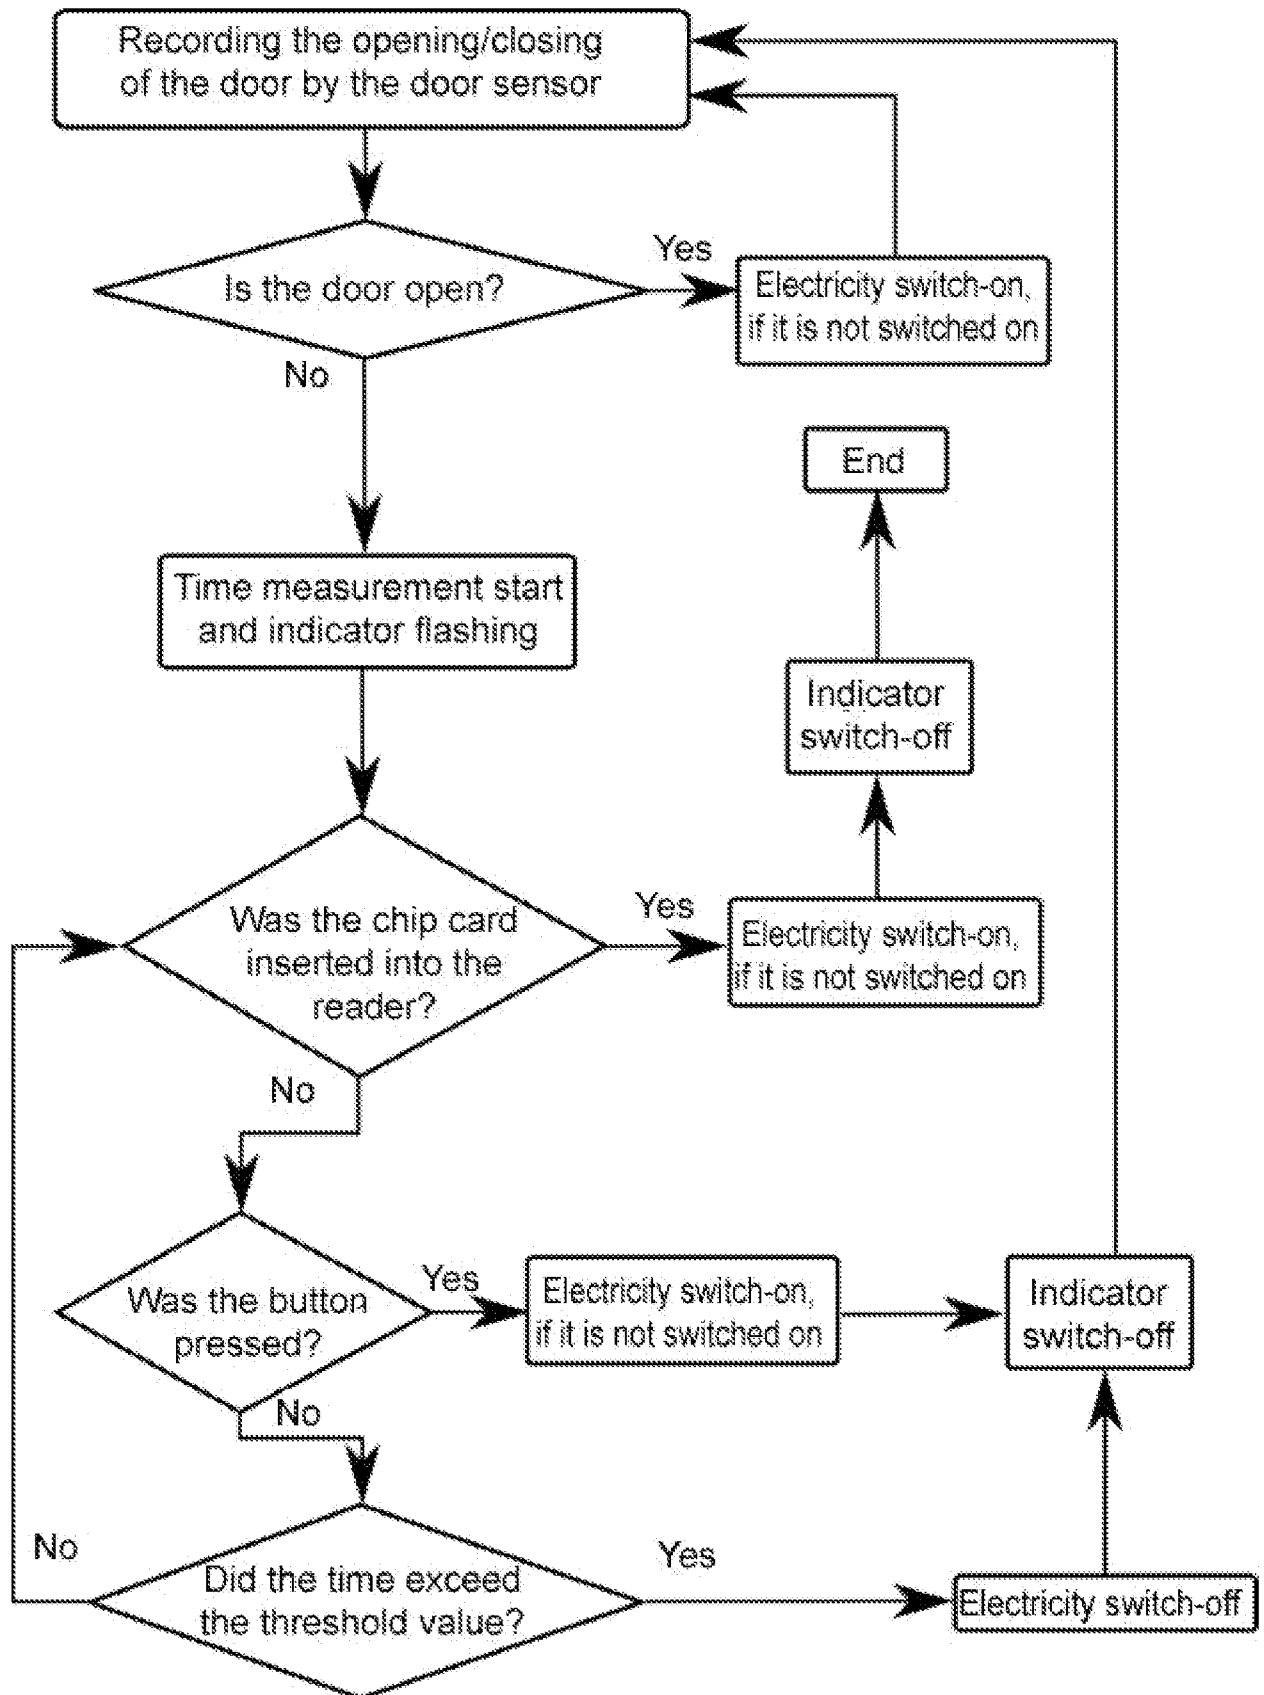 Recording the opening/closing
of the door by the door sensor
Is the door open?
Yes
Electricity switch-on,
if it is not switched on
No
End
Time measurement start
and indicator flashing
Indicator
switch-off
Was the chip card
inserted into the
reader?
Yes
Electricity switch-on,
if it is not switched on
No
Was the button
pressed?
Yes
Electricity switch-on,
if it is not switched on
Indicator
switch-off
No
Did the time exceed
the threshold value?
No
Yes
Electricity switch-off